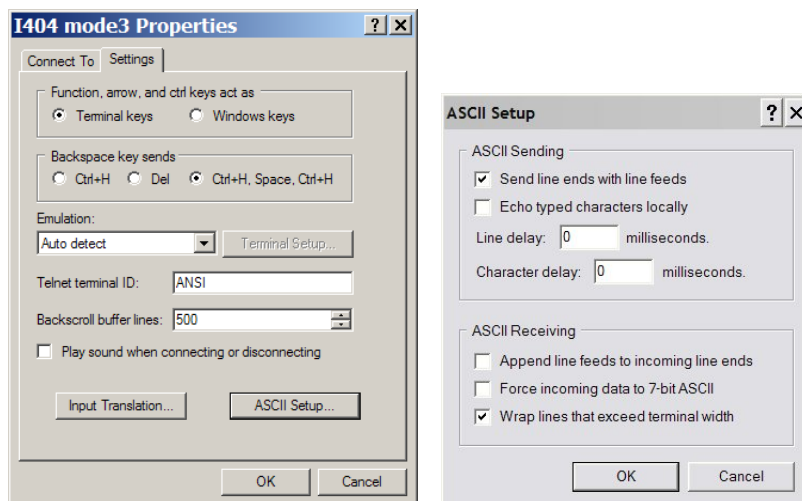 I404 mode3 Properties
Connect To Settings
Function, arrow, and ctrl keys act as
Terminal keys Windows keys
Backspace key sends
Ctrl+H Del Ctrl+H, Space, Ctrl+H
Emulation:
Auto detect Terminal Setup...
Telnet terminal ID: ANSI
Backscroll buffer lines: 500
Play sound when connecting or disconnecting
Input Translation... ASCII Setup...
OK Cancel
ASCII Setup
ASCII Sending
Send line ends with line feeds
Echo typed characters locally
Line delay: 0 milliseconds.
Character delay: 0 milliseconds.
ASCII Receiving
Append line feeds to incoming line ends
Force incoming data to 7-bit ASCII
Wrap lines that exceed terminal width
OK Cancel